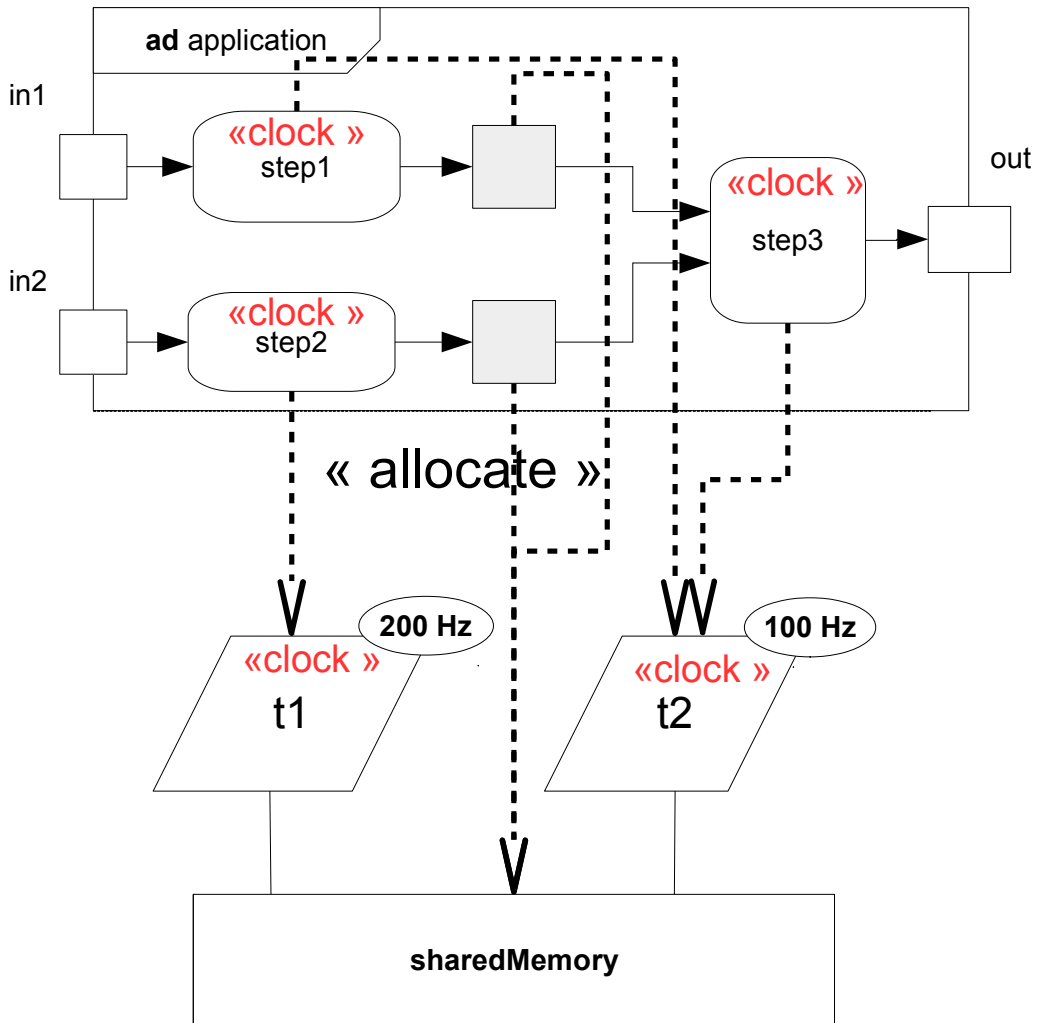 ad application
in1
«clock »
step1
«clock »
step3
out
in2
«clock »
step2
« allocate »
200 Hz
«clock »
t1
100 Hz
«clock »
t2
sharedMemory